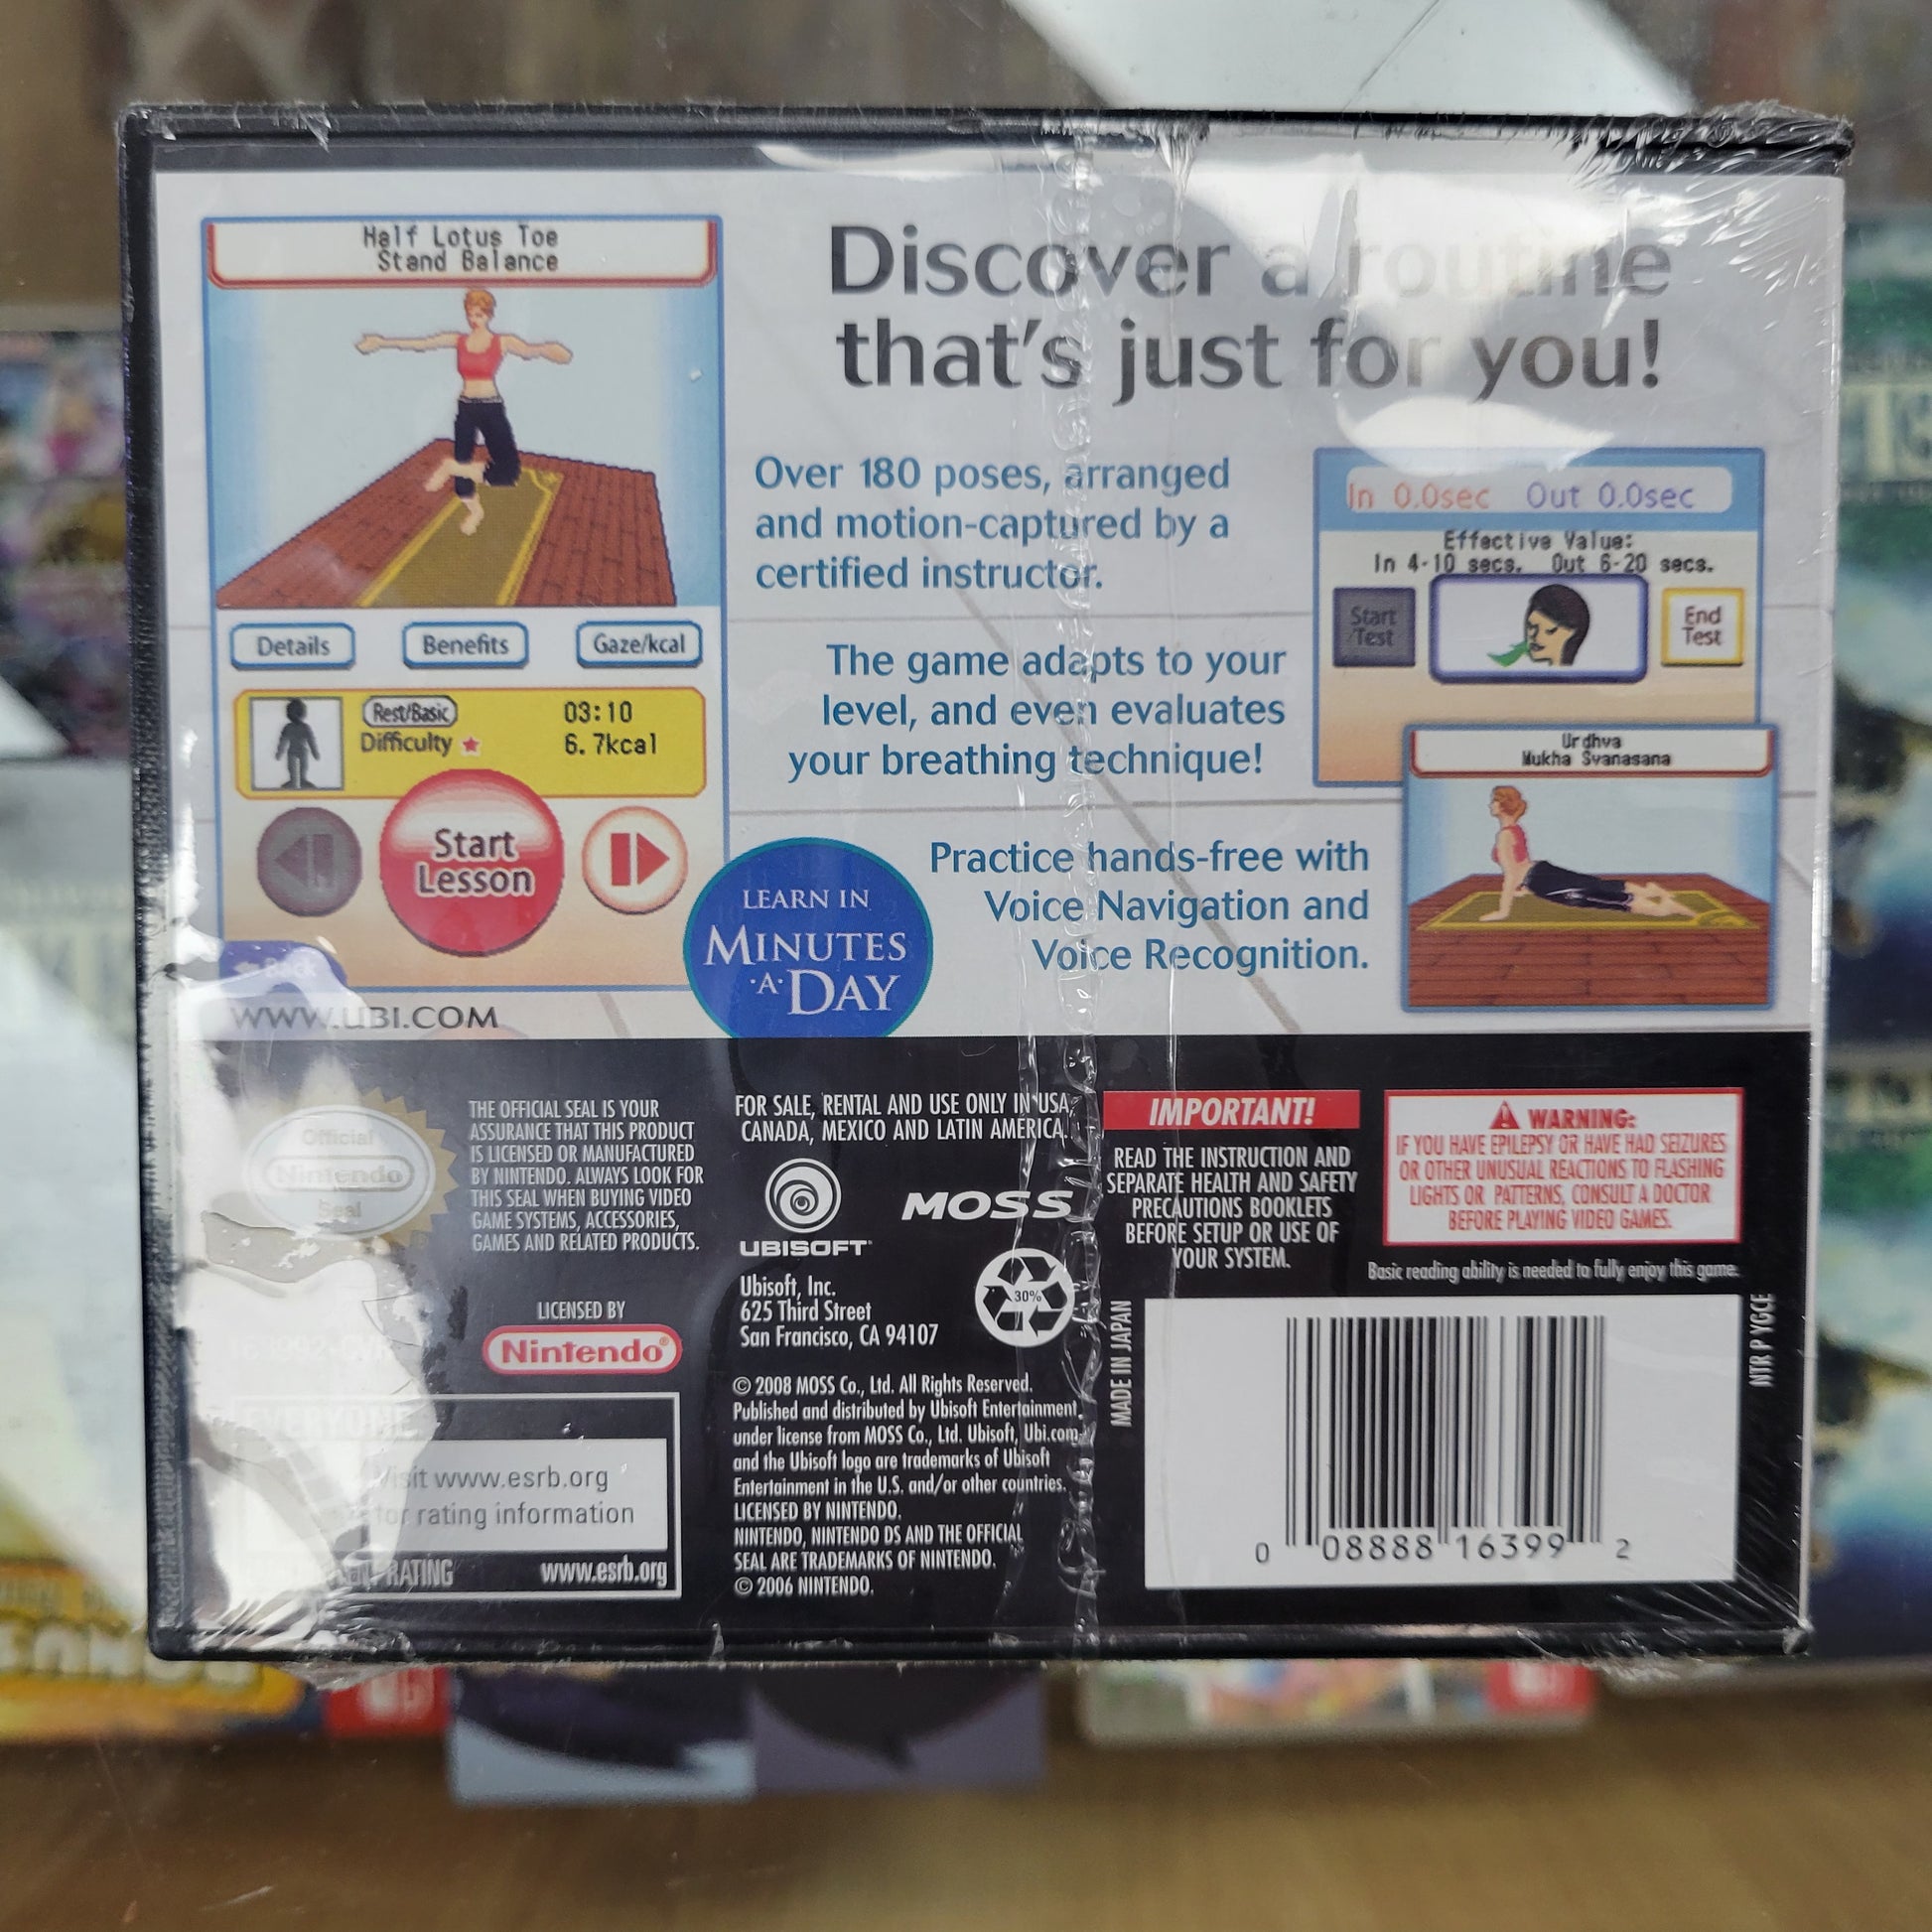 Half Lotus Toe
Stand Balance
Details
Benefits
Gaze/kcal
Rest/Basic
03:10
Difficulty
6.7kcal
Start
Lesson
Back
WWW.UBI.COM
Discover a routine
that's just for you!
Over 180 poses, arranged
and motion-captured by a
certified instructor.
The game adapts to your
level, and even evaluates
your breathing technique!
Practice hands-free with
Voice Navigation and
Voice Recognition.
LEARN IN
MINUTES
·A·DAY
In 0.0sec Out 0.0sec
Effective Value:
In 4-10 secs. Out 6-20 secs.
Start
Test
End
Test
Urdhva
Mukha Svanasana
Official
Nintendo
Seal
THE OFFICIAL SEAL IS YOUR
ASSURANCE THAT THIS PRODUCT
IS LICENSED OR MANUFACTURED
BY NINTENDO. ALWAYS LOOK FOR
THIS SEAL WHEN BUYING VIDEO
GAME SYSTEMS, ACCESSORIES,
GAMES AND RELATED PRODUCTS.
LICENSED BY
Nintendo®
EVERYONE
Visit www.esrb.org
for rating information
RATING
www.esrb.org
FOR SALE, RENTAL AND USE ONLY IN USA,
CANADA, MEXICO AND LATIN AMERICA.
UBISOFT
MOSS
30%
Ubisoft, Inc.
625 Third Street
San Francisco, CA 94107
© 2008 MOSS Co., Ltd. All Rights Reserved.
Published and distributed by Ubisoft Entertainment
under license from MOSS Co., Ltd. Ubisoft, Ubi.com,
and the Ubisoft logo are trademarks of Ubisoft
Entertainment in the U.S. and/or other countries.
LICENSED BY NINTENDO.
NINTENDO, NINTENDO DS AND THE OFFICIAL
SEAL ARE TRADEMARKS OF NINTENDO.
© 2006 NINTENDO.
IMPORTANT!
READ THE INSTRUCTION AND
SEPARATE HEALTH AND SAFETY
PRECAUTIONS BOOKLETS
BEFORE SETUP OR USE OF
YOUR SYSTEM.
WARNING:
IF YOU HAVE EPILEPSY OR HAVE HAD SEIZURES
OR OTHER UNUSUAL REACTIONS TO FLASHING
LIGHTS OR PATTERNS, CONSULT A DOCTOR
BEFORE PLAYING VIDEO GAMES.
Basic reading ability is needed to fully enjoy this game.
MADE IN JAPAN
NTR P YGCE
0 08888 16399 2